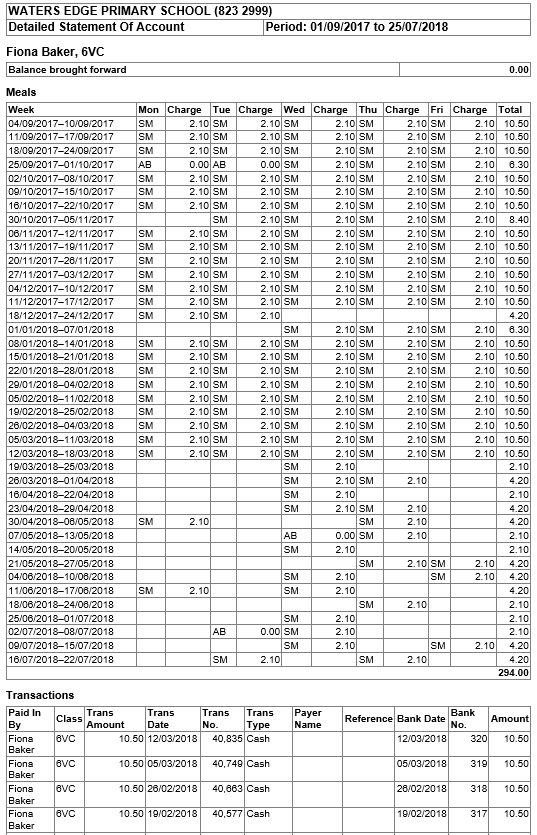 WATERS EDGE PRIMARY SCHOOL (823 2999)
Detailed Statement Of Account Period: 01/09/2017 to 25/07/2018
Fiona Baker, 6VC
Balance brought forward 0.00
Meals
Week Mon Charge Tue Charge Wed Charge Thu Charge Fri Charge Total
04/09/2017–10/09/2017 SM 2.10 SM 2.10 SM 2.10 SM 2.10 SM 2.10 10.50
11/09/2017–17/09/2017 SM 2.10 SM 2.10 SM 2.10 SM 2.10 SM 2.10 10.50
18/09/2017–24/09/2017 SM 2.10 SM 2.10 SM 2.10 SM 2.10 SM 2.10 10.50
25/09/2017–01/10/2017 AB 0.00 AB 0.00 SM 2.10 SM 2.10 SM 2.10 6.30
02/10/2017–08/10/2017 SM 2.10 SM 2.10 SM 2.10 SM 2.10 SM 2.10 10.50
09/10/2017–15/10/2017 SM 2.10 SM 2.10 SM 2.10 SM 2.10 SM 2.10 10.50
16/10/2017–22/10/2017 SM 2.10 SM 2.10 SM 2.10 SM 2.10 SM 2.10 10.50
30/10/2017–05/11/2017 SM 2.10 SM 2.10 SM 2.10 SM 2.10 8.40
06/11/2017–12/11/2017 SM 2.10 SM 2.10 SM 2.10 SM 2.10 SM 2.10 10.50
13/11/2017–19/11/2017 SM 2.10 SM 2.10 SM 2.10 SM 2.10 SM 2.10 10.50
20/11/2017–26/11/2017 SM 2.10 SM 2.10 SM 2.10 SM 2.10 SM 2.10 10.50
27/11/2017–03/12/2017 SM 2.10 SM 2.10 SM 2.10 SM 2.10 SM 2.10 10.50
04/12/2017–10/12/2017 SM 2.10 SM 2.10 SM 2.10 SM 2.10 SM 2.10 10.50
11/12/2017–17/12/2017 SM 2.10 SM 2.10 SM 2.10 SM 2.10 SM 2.10 10.50
18/12/2017–24/12/2017 SM 2.10 SM 2.10 4.20
01/01/2018–07/01/2018 SM 2.10 SM 2.10 SM 2.10 6.30
08/01/2018–14/01/2018 SM 2.10 SM 2.10 SM 2.10 SM 2.10 SM 2.10 10.50
15/01/2018–21/01/2018 SM 2.10 SM 2.10 SM 2.10 SM 2.10 SM 2.10 10.50
22/01/2018–28/01/2018 SM 2.10 SM 2.10 SM 2.10 SM 2.10 SM 2.10 10.50
29/01/2018–04/02/2018 SM 2.10 SM 2.10 SM 2.10 SM 2.10 SM 2.10 10.50
05/02/2018–11/02/2018 SM 2.10 SM 2.10 SM 2.10 SM 2.10 SM 2.10 10.50
19/02/2018–25/02/2018 SM 2.10 SM 2.10 SM 2.10 SM 2.10 SM 2.10 10.50
26/02/2018–04/03/2018 SM 2.10 SM 2.10 SM 2.10 SM 2.10 SM 2.10 10.50
05/03/2018–11/03/2018 SM 2.10 SM 2.10 SM 2.10 SM 2.10 SM 2.10 10.50
12/03/2018–18/03/2018 SM 2.10 SM 2.10 SM 2.10 SM 2.10 SM 2.10 10.50
19/03/2018–25/03/2018 SM 2.10 2.10
26/03/2018–01/04/2018 SM 2.10 SM 2.10 4.20
16/04/2018–22/04/2018 SM 2.10 2.10
23/04/2018–29/04/2018 SM 2.10 SM 2.10 4.20
30/04/2018–06/05/2018 SM 2.10 SM 2.10 4.20
07/05/2018–13/05/2018 AB 0.00 SM 2.10 2.10
14/05/2018–20/05/2018 SM 2.10 2.10
21/05/2018–27/05/2018 SM 2.10 SM 2.10 4.20
04/06/2018–10/06/2018 SM 2.10 SM 2.10 4.20
11/06/2018–17/06/2018 SM 2.10 SM 2.10 4.20
18/06/2018–24/06/2018 SM 2.10 2.10
25/06/2018–01/07/2018 SM 2.10 2.10
02/07/2018–08/07/2018 AB 0.00 SM 2.10 2.10
09/07/2018–15/07/2018 SM 2.10 SM 2.10 4.20
16/07/2018–22/07/2018 SM 2.10 SM 2.10 4.20
294.00
Transactions
Paid In By Class Trans Amount Trans Date Trans No. Trans Type Payer Name Reference Bank Date Bank No. Amount
Fiona Baker 6VC 10.50 12/03/2018 40,835 Cash 12/03/2018 320 10.50
Fiona Baker 6VC 10.50 05/03/2018 40,749 Cash 05/03/2018 319 10.50
Fiona Baker 6VC 10.50 26/02/2018 40,663 Cash 26/02/2018 318 10.50
Fiona Baker 6VC 10.50 19/02/2018 40,577 Cash 19/02/2018 317 10.50